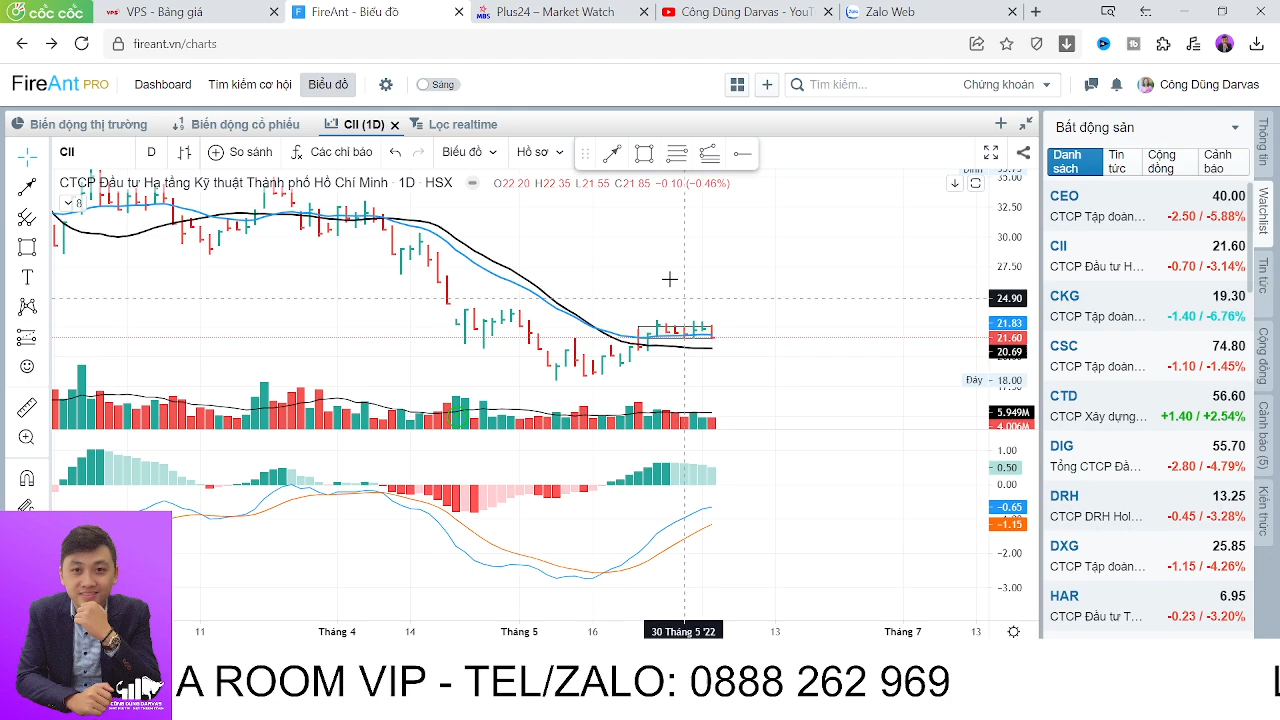 cốc cốc
VPS - Bảng giá
FireAnt - Biểu đồ
MBS
Plus24 – Market Watch
Công Dũng Darvas - YouT
Zalo Web
fireant.vn/charts
FireAnt PRO
Dashboard
Tìm kiếm cơ hội
Biểu đồ
Sáng
Tìm kiếm...
Chứng khoán
Công Dũng Darvas
Biến động thị trường
Biến động cổ phiếu
CII (1D)
Lọc realtime
CII
D
So sánh
Các chỉ báo
Biểu đồ
Hồ sơ
CTCP Đầu tư Hạ tầng Kỹ thuật Thành phố Hồ Chí Minh · 1D · HSX
O22.20 H22.35 L21.55 C21.85 −0.10 (−0.46%)
8
35.00
32.50
30.00
27.50
24.90
21.83
21.60
20.69
Đáy
18.00
5.949M
4.006M
1.00
0.50
0.00
−0.65
−1.15
−2.00
−3.00
11
Tháng 4
14
Tháng 5
16
30 Tháng 5 '22
13
Tháng 7
13
Bất động sản
Danh sách
Tin tức
Cộng đồng
Cảnh báo
CEO 40.00
CTCP Tập đoàn... -2.50 / -5.88%
CII 21.60
CTCP Đầu tư H... -0.70 / -3.14%
CKG 19.30
CTCP Tập đoàn... -1.40 / -6.76%
CSC 74.80
CTCP Tập đoàn... -1.10 / -1.45%
CTD 56.60
CTCP Xây dựng... +1.40 / +2.54%
DIG 55.70
Tổng CTCP Đầ... -2.80 / -4.79%
DRH 13.25
CTCP DRH Hol... -0.45 / -3.28%
DXG 25.85
CTCP Tập đoàn... -1.15 / -4.26%
HAR 6.95
CTCP Đầu tư T... -0.23 / -3.20%
Thông tin
Watchlist
Tin tức
Cộng đồng
Cảnh báo (5)
Kiến thức
CÔNG DŨNG DARVAS
A ROOM VIP - TEL/ZALO: 0888 262 969